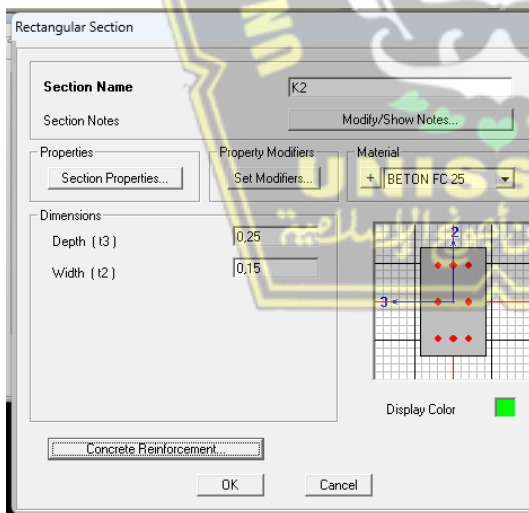 Rectangular Section
Section Name
K2
Section Notes
Modify/Show Notes...
Properties
Section Properties...
Property Modifiers
Set Modifiers...
Material
+
BETON FC 25
Dimensions
Depth ( t3 )
0,25
Width ( t2 )
0,15
2
3
Display Color
Concrete Reinforcement...
OK
Cancel
UNISS